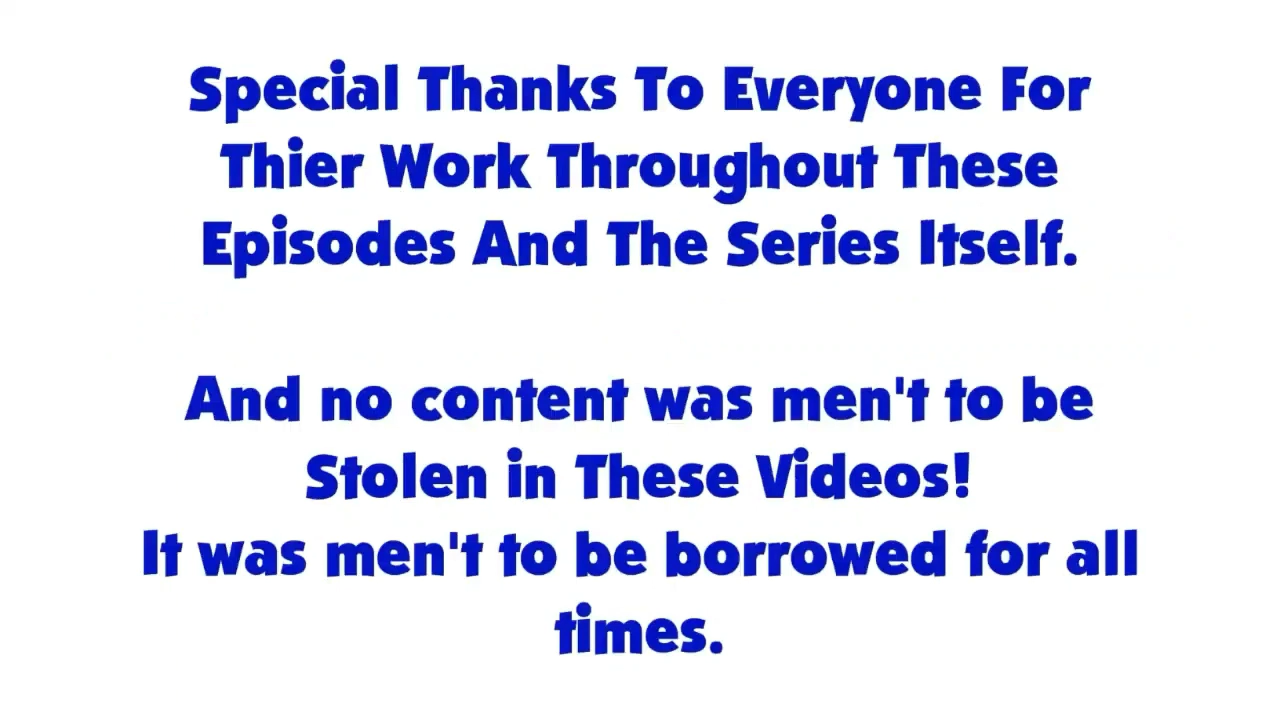 Special Thanks To Everyone For
Thier Work Throughout These
Episodes And The Series Itself.
And no content was men't to be
Stolen in These Videos!
It was men't to be borrowed for all
times.